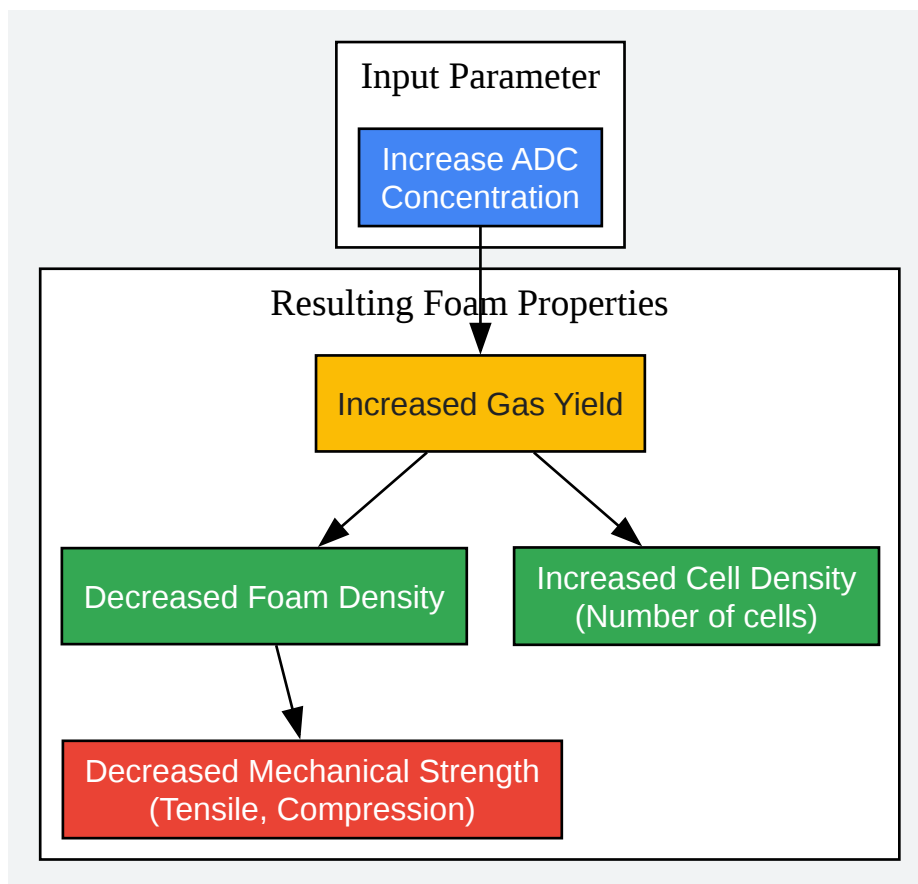 Input Parameter
Increase ADC
Concentration
Resulting Foam Properties
Increased Gas Yield
Decreased Foam Density
Increased Cell Density
(Number of cells)
Decreased Mechanical Strength
(Tensile, Compression)